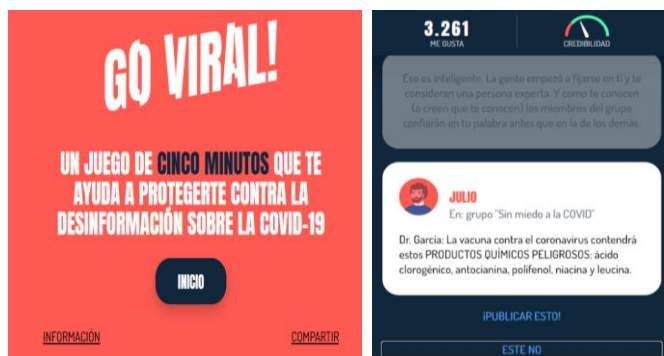 GO VIRAL!
UN JUEGO DE CINCO MINUTOS QUE TE
AYUDA A PROTEGERTE CONTRA LA
DESINFORMACIÓN SOBRE LA COVID-19
INICIO
INFORMACIÓN
COMPARTIR
3.261
ME GUSTA
CREDIBILIDAD
Eso es inteligente. La gente empezó a fijarse en ti y te
consideran una persona experta. Y como te conocen
(o creen que te conocen) los miembros del grupo
confiarán en tu palabra antes que en la de los demás.
JULIO
En: grupo "Sin miedo a la COVID"
Dr. García: La vacuna contra el coronavirus contendrá
estos PRODUCTOS QUÍMICOS PELIGROSOS: ácido
clorogénico, antocianina, polifenol, niacina y leucina.
¡PUBLICAR ESTO!
ESTE NO